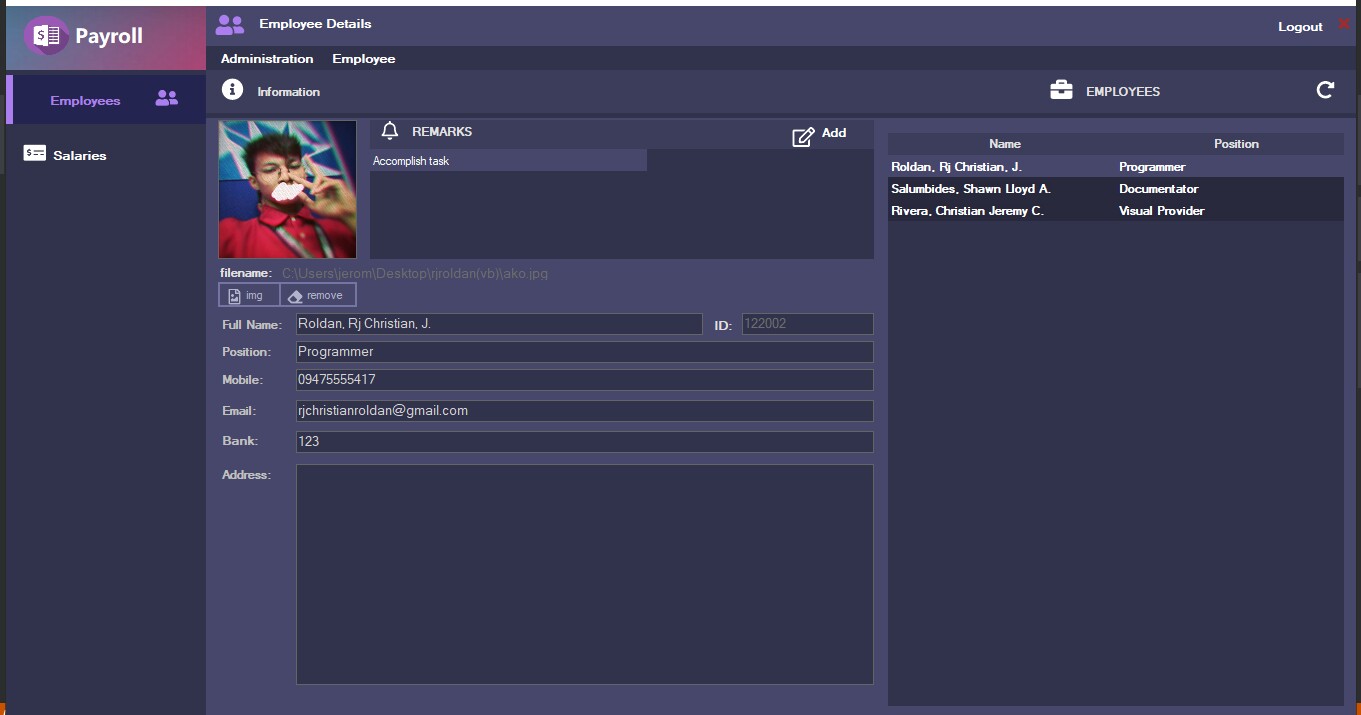 Payroll
Employee Details
Logout
Administration Employee
Employees
Information
EMPLOYEES
Salaries
REMARKS
Add
Accomplish task
Name Position
Roldan, Rj Christian, J. Programmer
Salumbides, Shawn Lloyd A. Documentator
Rivera, Christian Jeremy C. Visual Provider
filename: C:\Users\jerom\Desktop\rjroldan(vb)\ako.jpg
img remove
Full Name: Roldan, Rj Christian, J. ID: 122002
Position: Programmer
Mobile: 09475555417
Email: rjchristianroldan@gmail.com
Bank: 123
Address: